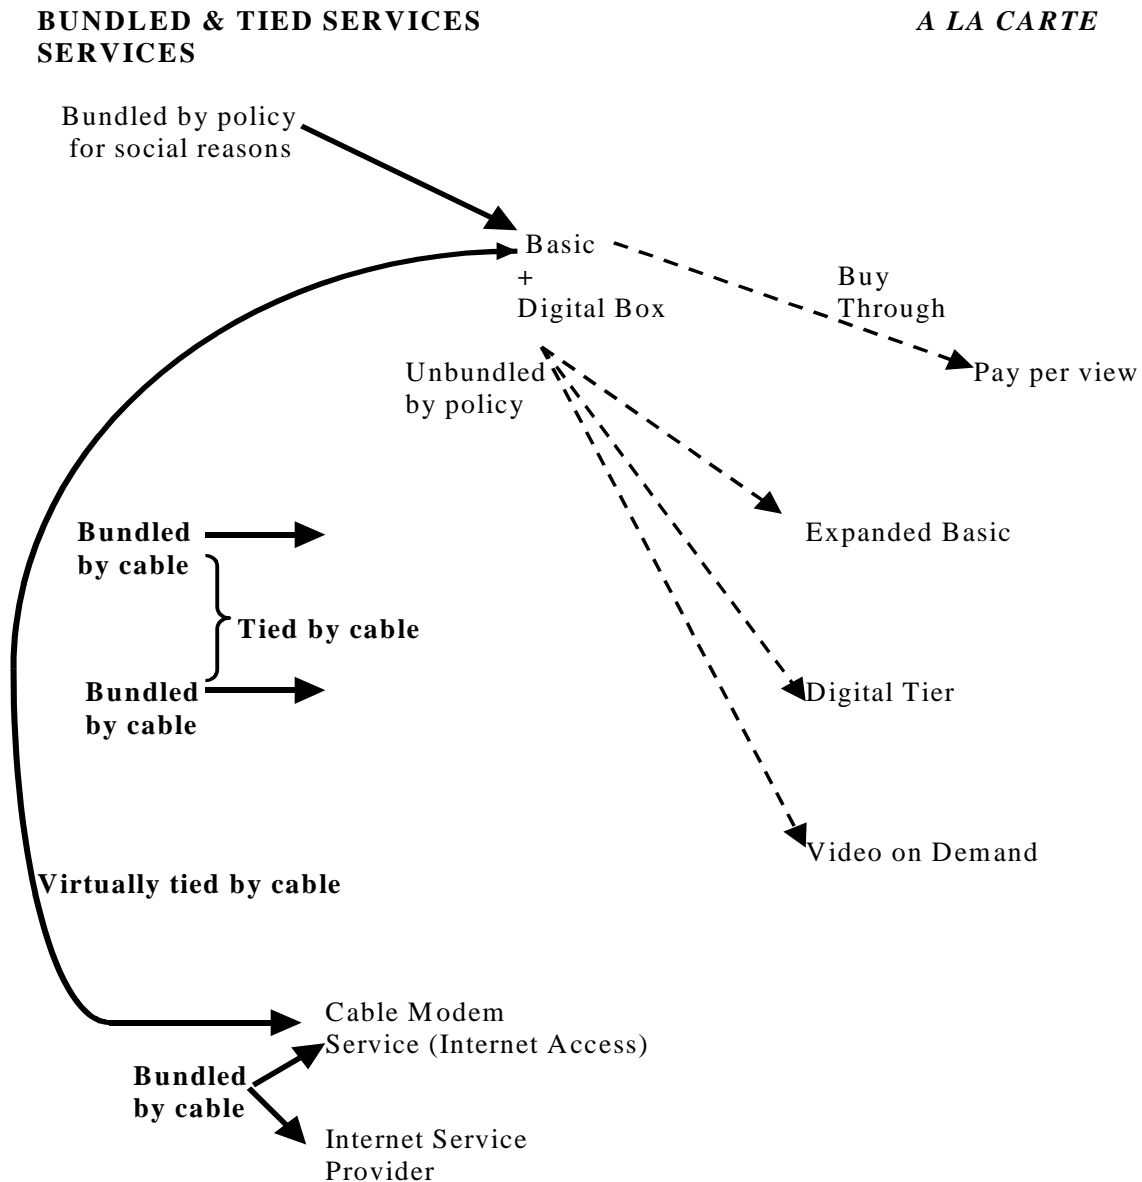 BUNDLED & TIED SERVICES
A LA CARTE
SERVICES
Bundled by policy
for social reasons
Basic
+
Digital Box
Buy
Through
Pay per view
Unbundled
by policy
Bundled
by cable
Expanded Basic
Tied by cable
Bundled
by cable
Digital Tier
Video on Demand
Virtually tied by cable
Cable Modem
Service (Internet Access)
Bundled
by cable
Internet Service
Provider